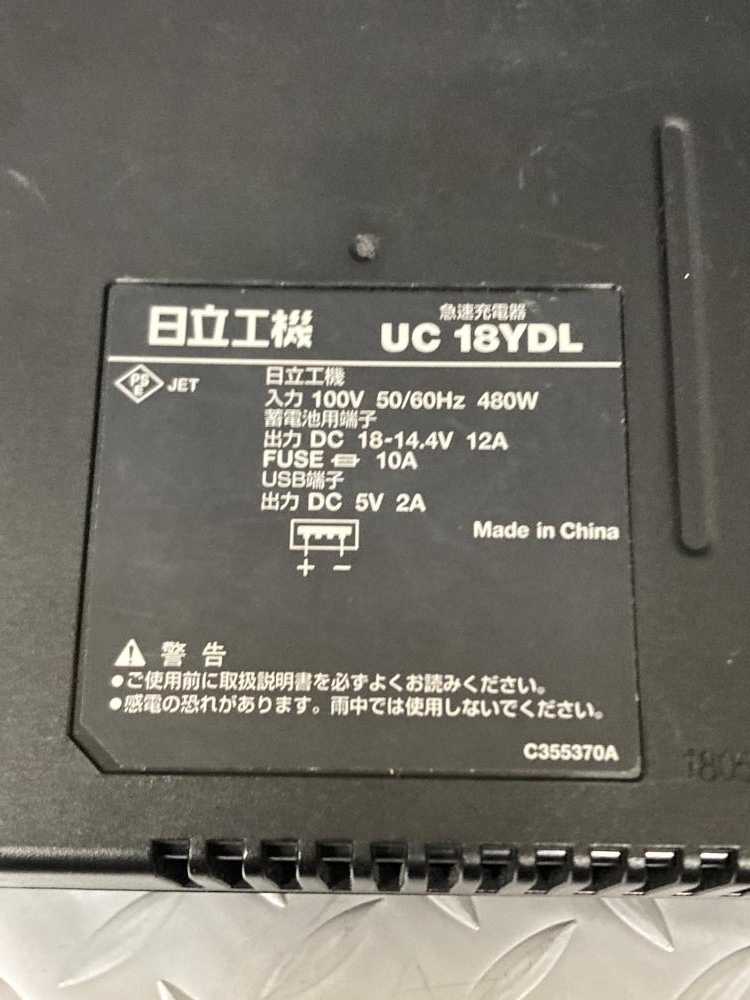 日立工機
急速充電器
UC 18YDL
PS
E
JET
日立工機
入力 100V 50/60Hz 480W
蓄電池用端子
出力 DC 18-14.4V 12A
FUSE 10A
USB端子
出力 DC 5V 2A
+ −
Made in China
警告
●ご使用前に取扱説明書を必ずよくお読みください。
●感電の恐れがあります。雨中では使用しないでください。
C355370A